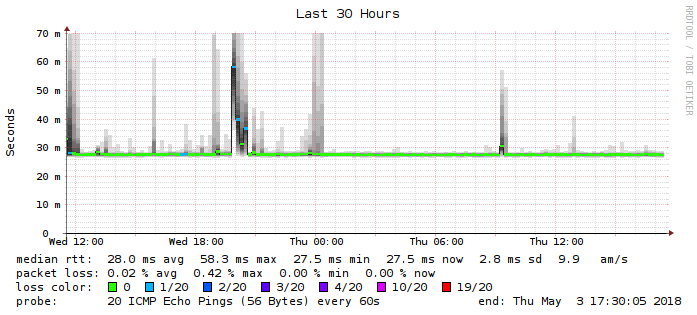 Last 30 Hours
RRDTOOL / TOBI OETIKER
Seconds
70 m
60 m
50 m
40 m
30 m
20 m
10 m
0
Wed 12:00 Wed 18:00 Thu 00:00 Thu 06:00 Thu 12:00
median rtt: 28.0 ms avg 58.3 ms max 27.5 ms min 27.5 ms now 2.8 ms sd 9.9 am/s
packet loss: 0.02 % avg 0.42 % max 0.00 % min 0.00 % now
loss color: 0 1/20 2/20 3/20 4/20 10/20 19/20
probe: 20 ICMP Echo Pings (56 Bytes) every 60s end: Thu May 3 17:30:05 2018